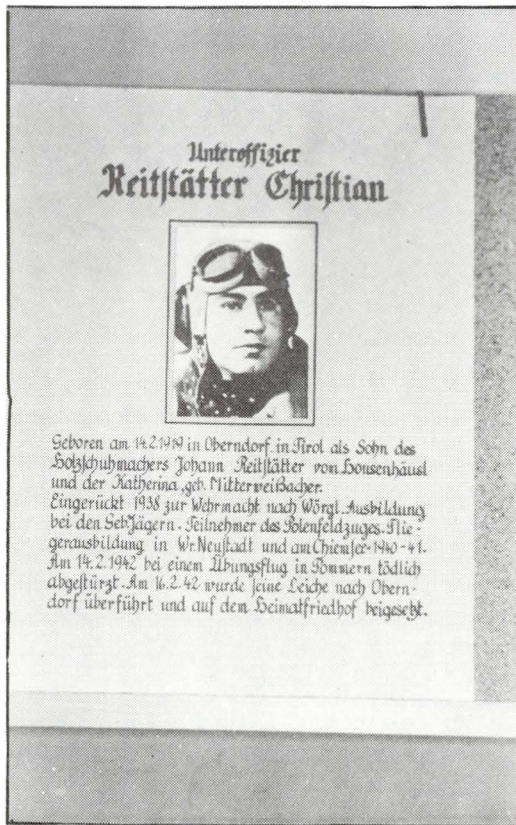 Unteroffizier
Reitstätter Christian
Geboren am 14.2.1919 in Oberndorf in Tirol als Sohn des
Holzschuhmachers Johann Reitstätter vom Housenhäusl
und der Katherina, geb. Mitterweißacher.
Eingerückt 1938 zur Wehrmacht nach Wörgl. Ausbildung
bei den Geb.Jägern. Teilnehmer des Polenfeldzuges. Flie-
gerausbildung in Wr. Neustadt und am Chiemsee 1940-41.
Am 14.2.1942 bei einem Übungsflug in Pommern tödlich
abgestürzt. Am 16.2.42 wurde seine Leiche nach Obern-
dorf überführt und auf dem Heimatfriedhof beigesetzt.